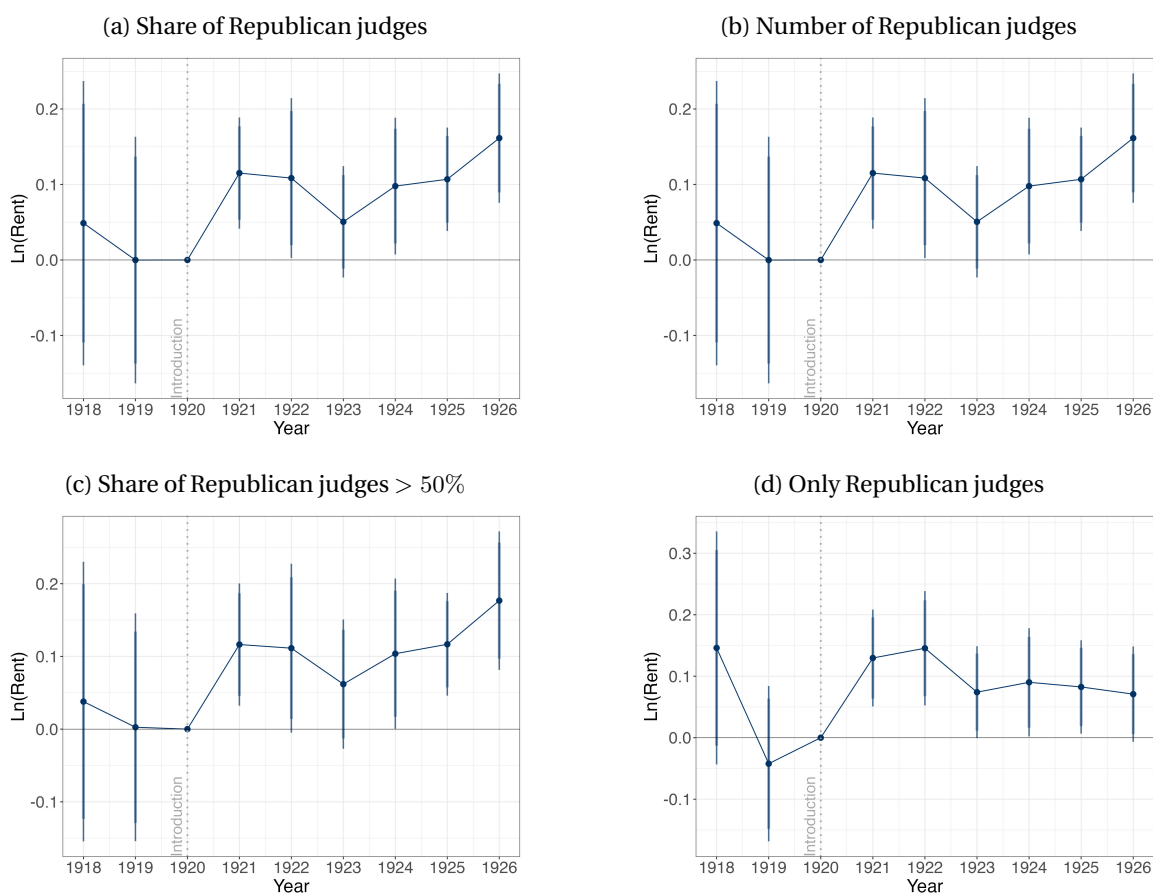 (a) Share of Republican judges
Ln(Rent)
0.2
0.1
0.0
-0.1
Introduction
1918 1919 1920 1921 1922 1923 1924 1925 1926
Year
(b) Number of Republican judges
Ln(Rent)
0.2
0.1
0.0
-0.1
Introduction
1918 1919 1920 1921 1922 1923 1924 1925 1926
Year
(c) Share of Republican judges > 50%
Ln(Rent)
0.2
0.1
0.0
-0.1
Introduction
1918 1919 1920 1921 1922 1923 1924 1925 1926
Year
(d) Only Republican judges
Ln(Rent)
0.3
0.2
0.1
0.0
-0.1
Introduction
1918 1919 1920 1921 1922 1923 1924 1925 1926
Year